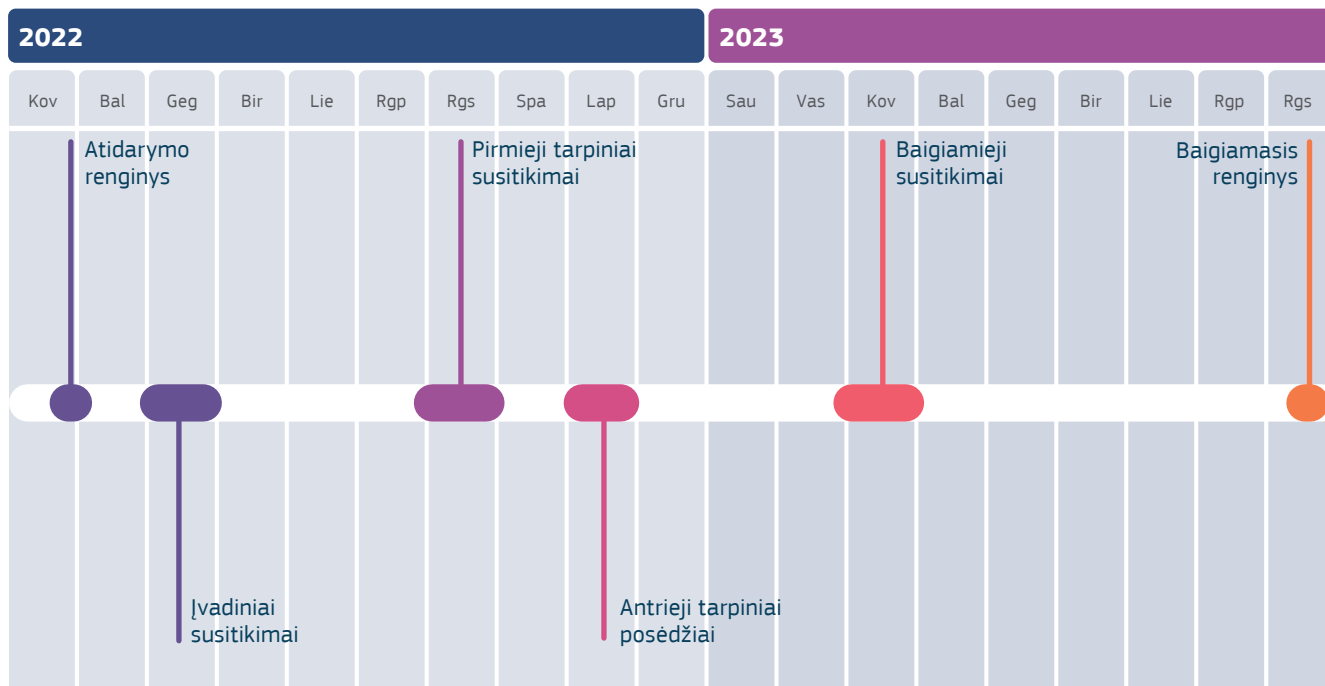 2022
2023
Kov Bal Geg Bir Lie Rgp Rgs Spa Lap Gru Sau Vas Kov Bal Geg Bir Lie Rgp Rgs
Atidarymo
renginys
Pirmieji tarpiniai
susitikimai
Baigiamieji
susitikimai
Baigiamasis
renginys
Įvadiniai
susitikimai
Antrieji tarpiniai
posėdžiai